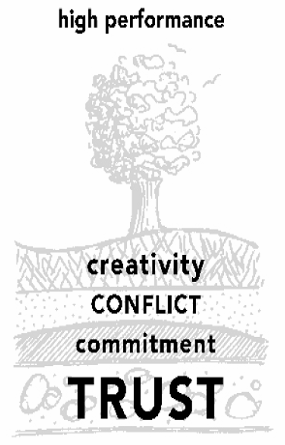 high performance
creativity
CONFLICT
commitment
TRUST